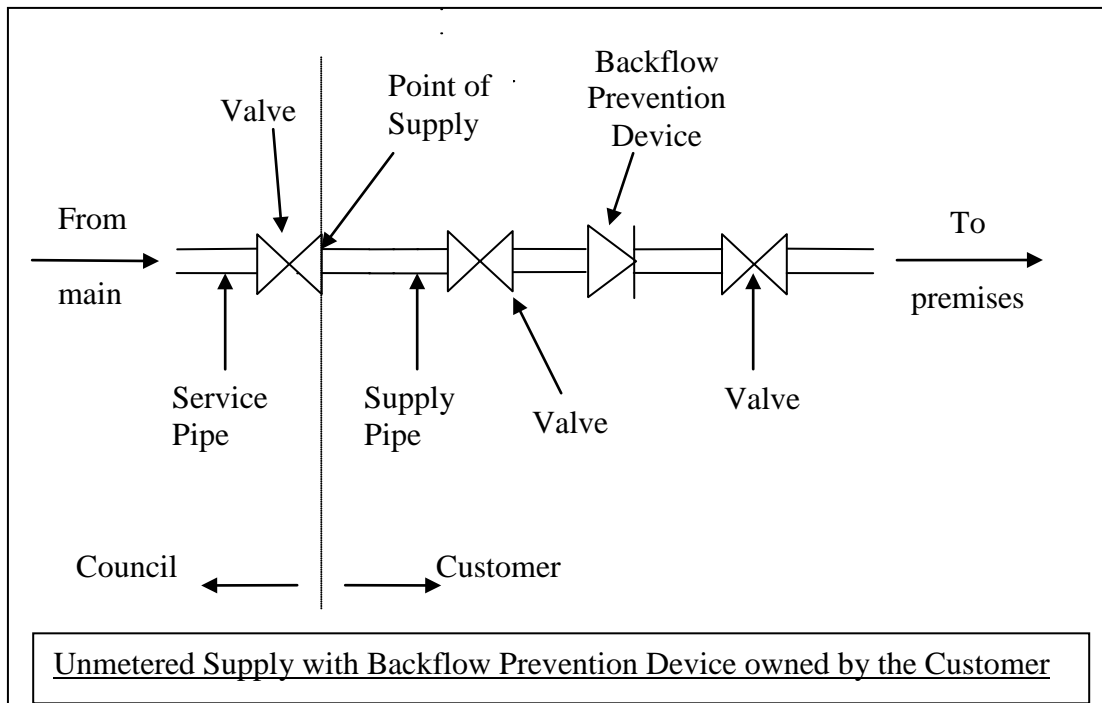 Backflow
Prevention
Device
Point of
Supply
Valve
From
main
To
premises
Service
Pipe
Supply
Pipe
Valve
Valve
Council
Customer
Unmetered Supply with Backflow Prevention Device owned by the Customer